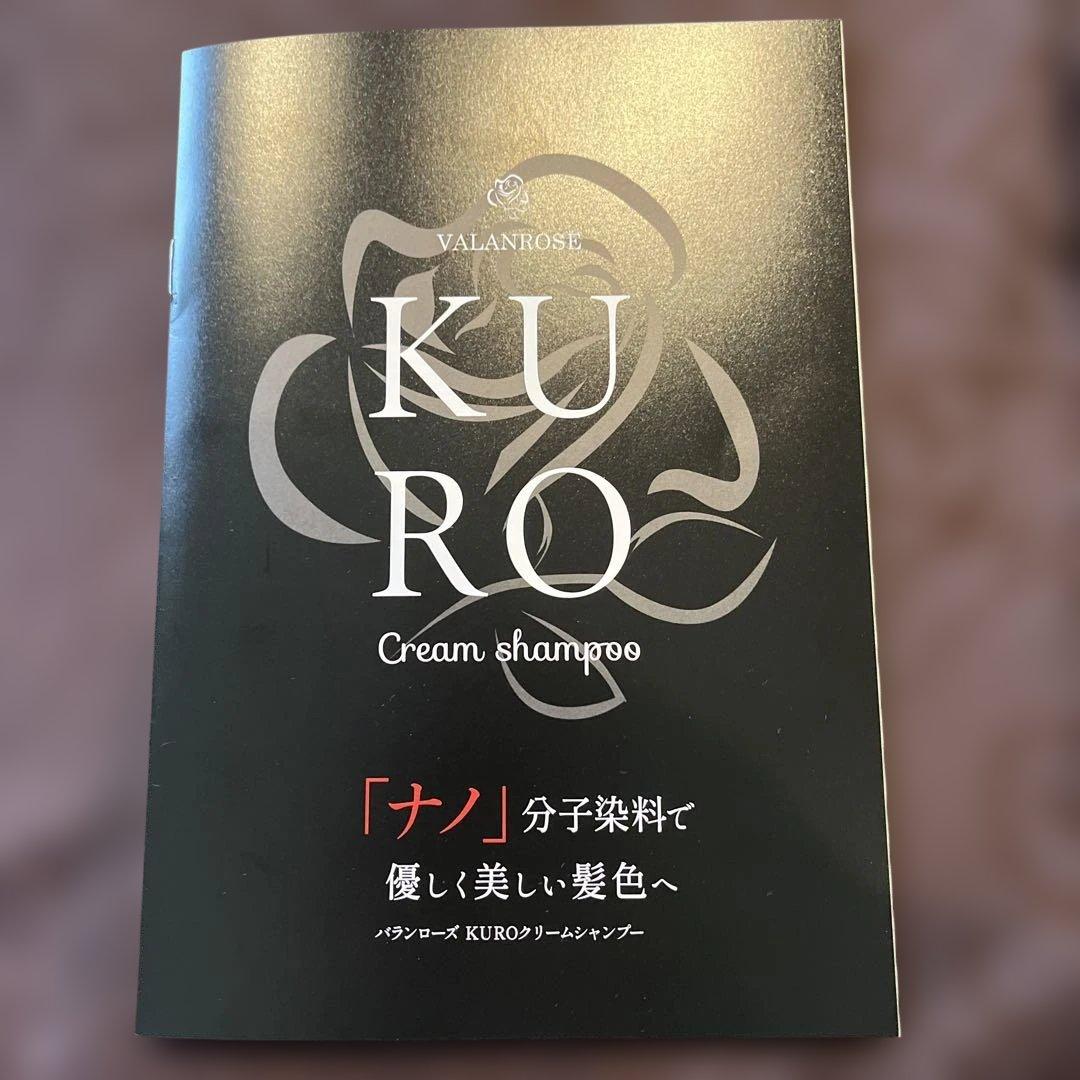 VALANROSE
KU
RO
Cream shampoo
「ナノ」分子染料で
優しく美しい髪色へ
バランローズ KUROクリームシャンプー